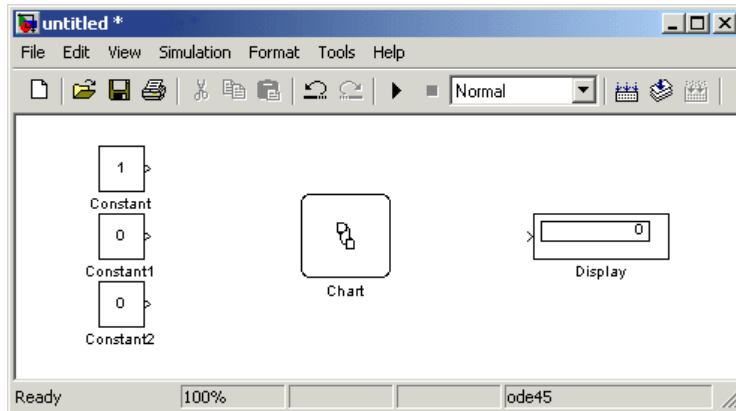 untitled *
File Edit View Simulation Format Tools Help
Normal
1
Constant
0
Constant1
0
Constant2
Chart
0
Display
Ready 100% ode45